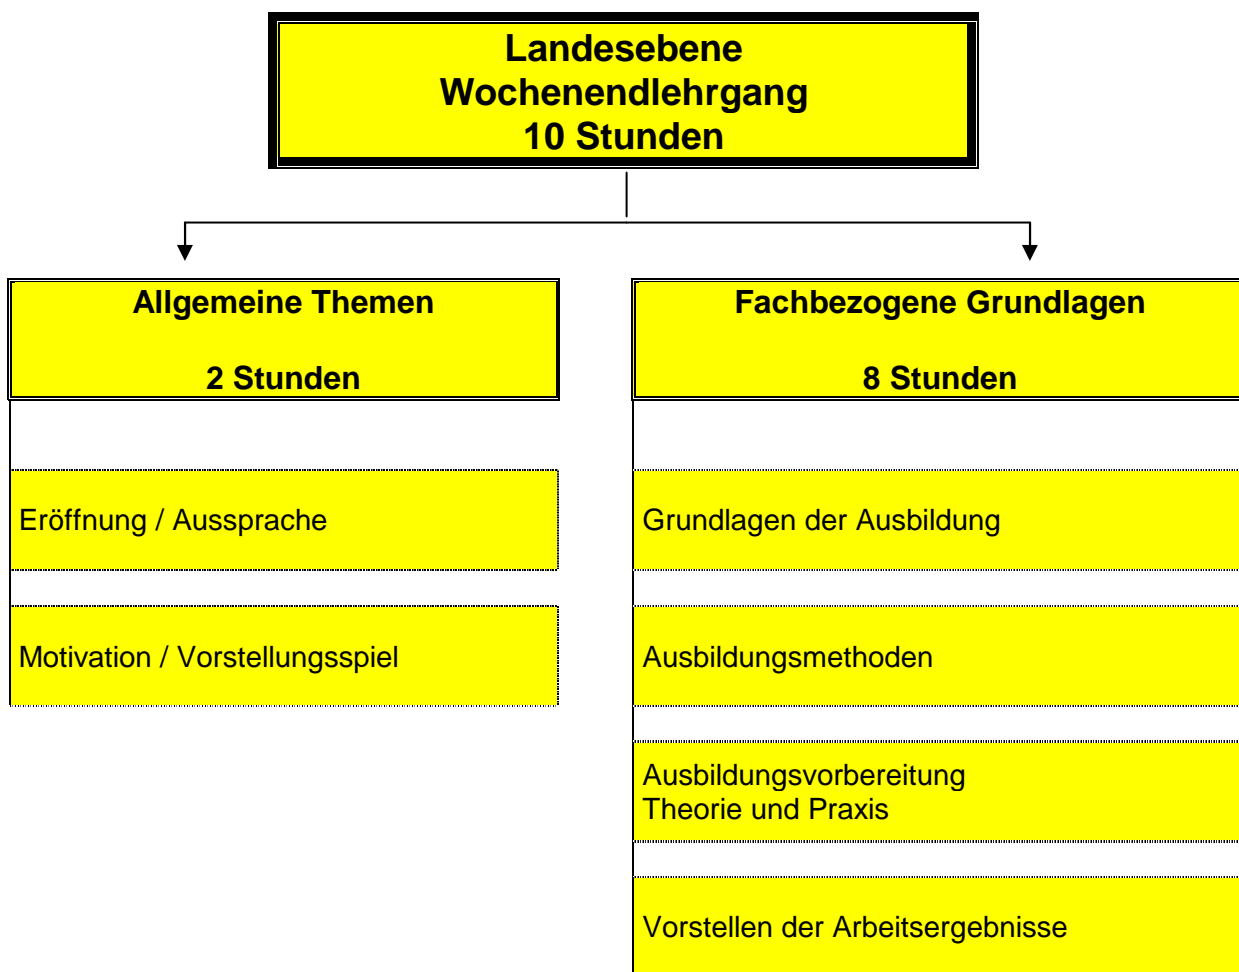 Landesebene
Wochenendlehrgang
10 Stunden
Allgemeine Themen
2 Stunden
Eröffnung / Aussprache
Motivation / Vorstellungsspiel
Fachbezogene Grundlagen
8 Stunden
Grundlagen der Ausbildung
Ausbildungsmethoden
Ausbildungsvorbereitung
Theorie und Praxis
Vorstellen der Arbeitsergebnisse